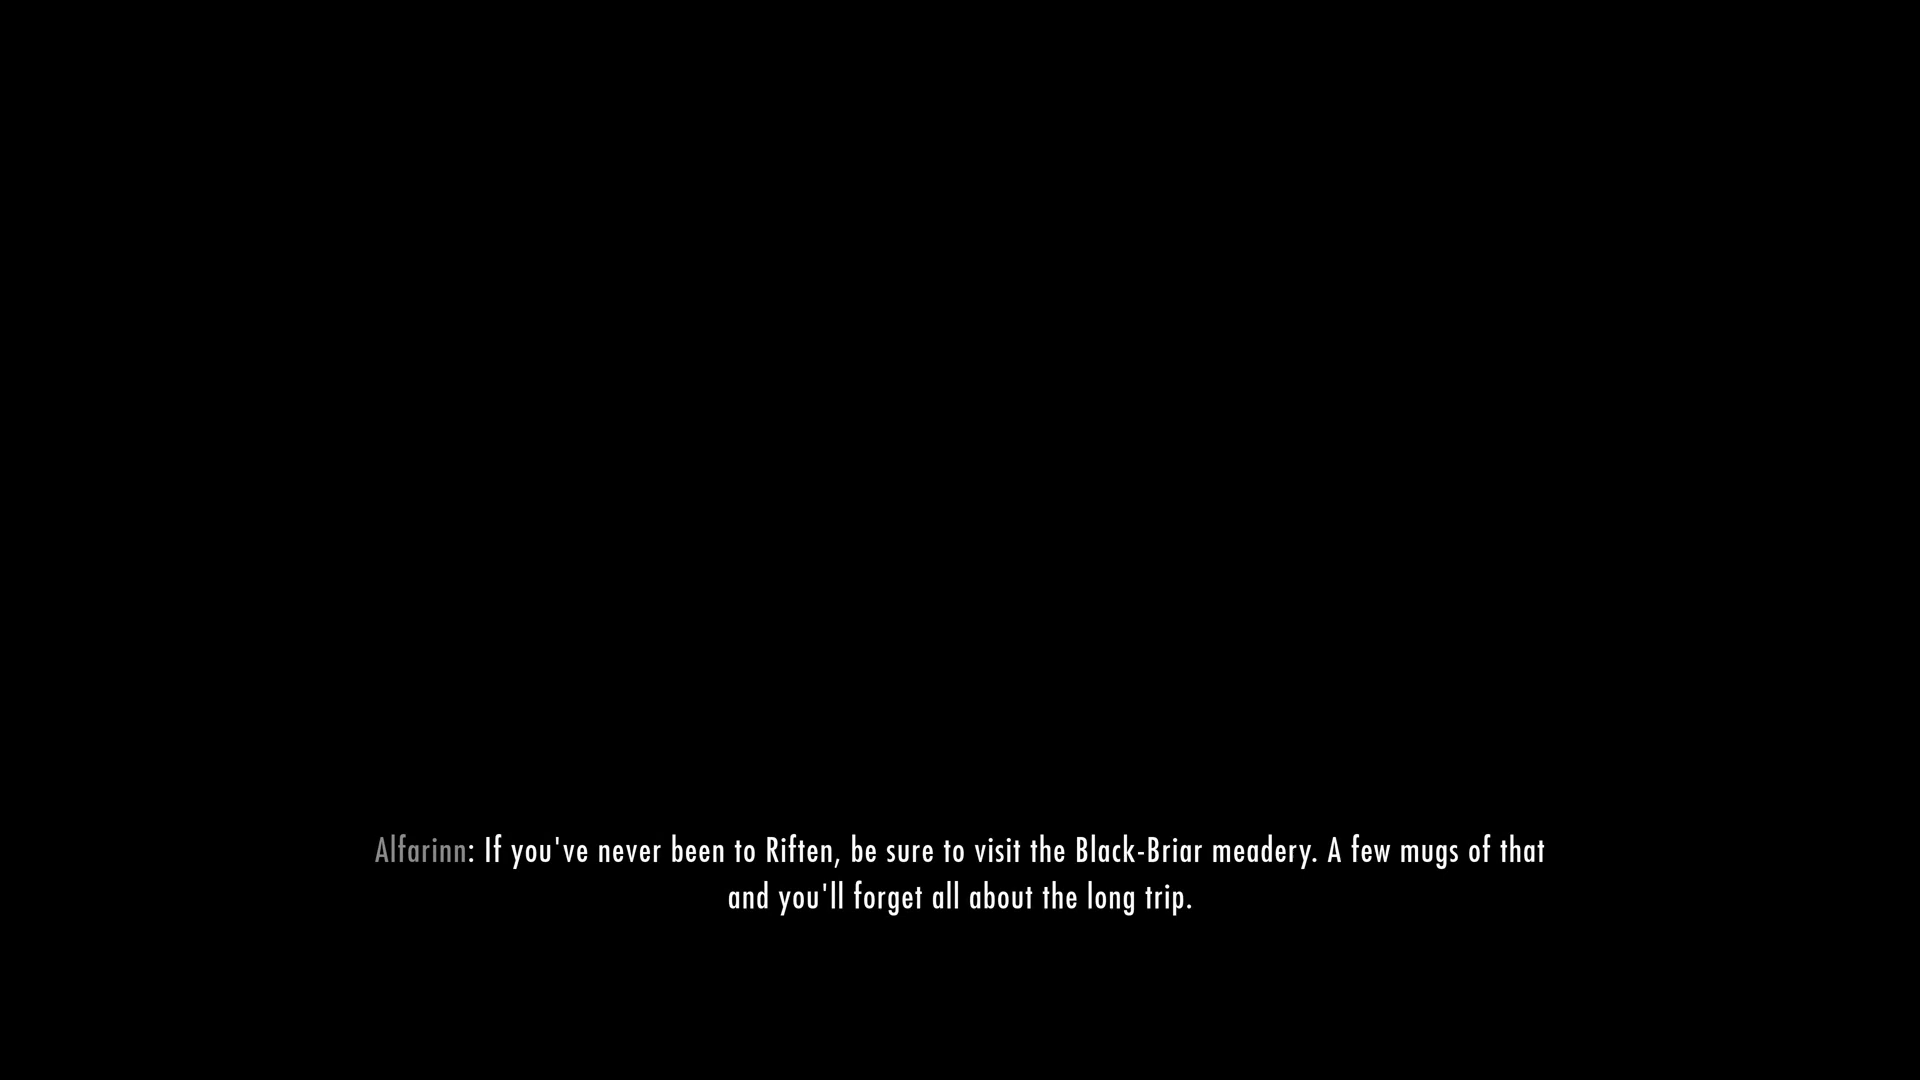 Alfarinn: If you've never been to Riften, be sure to visit the Black-Briar meadery. A few mugs of that
and you'll forget all about the long trip.